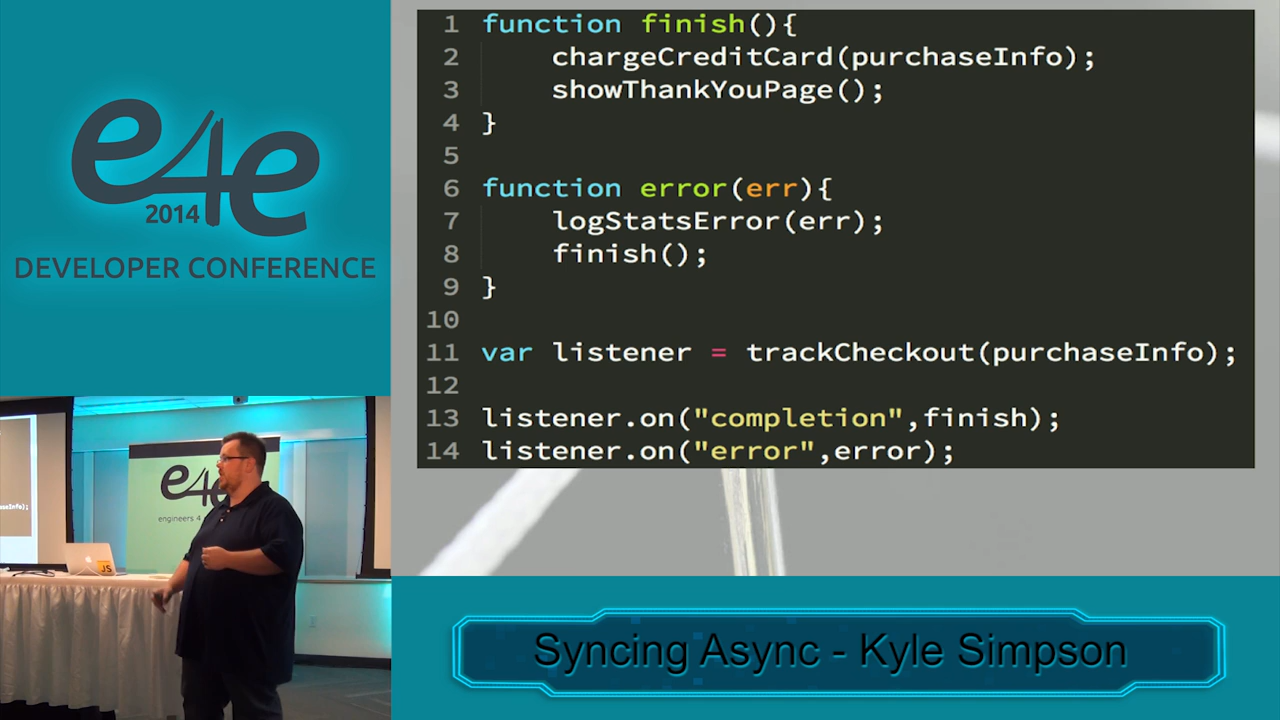 e4e
2014
DEVELOPER CONFERENCE
1 function finish(){
2     chargeCreditCard(purchaseInfo);
3     showThankYouPage();
4 }
5
6 function error(err){
7     logStatsError(err);
8     finish();
9 }
10
11 var listener = trackCheckout(purchaseInfo);
12
13 listener.on("completion",finish);
14 listener.on("error",error);
e4e
engineers 4
JS
Syncing Async - Kyle Simpson